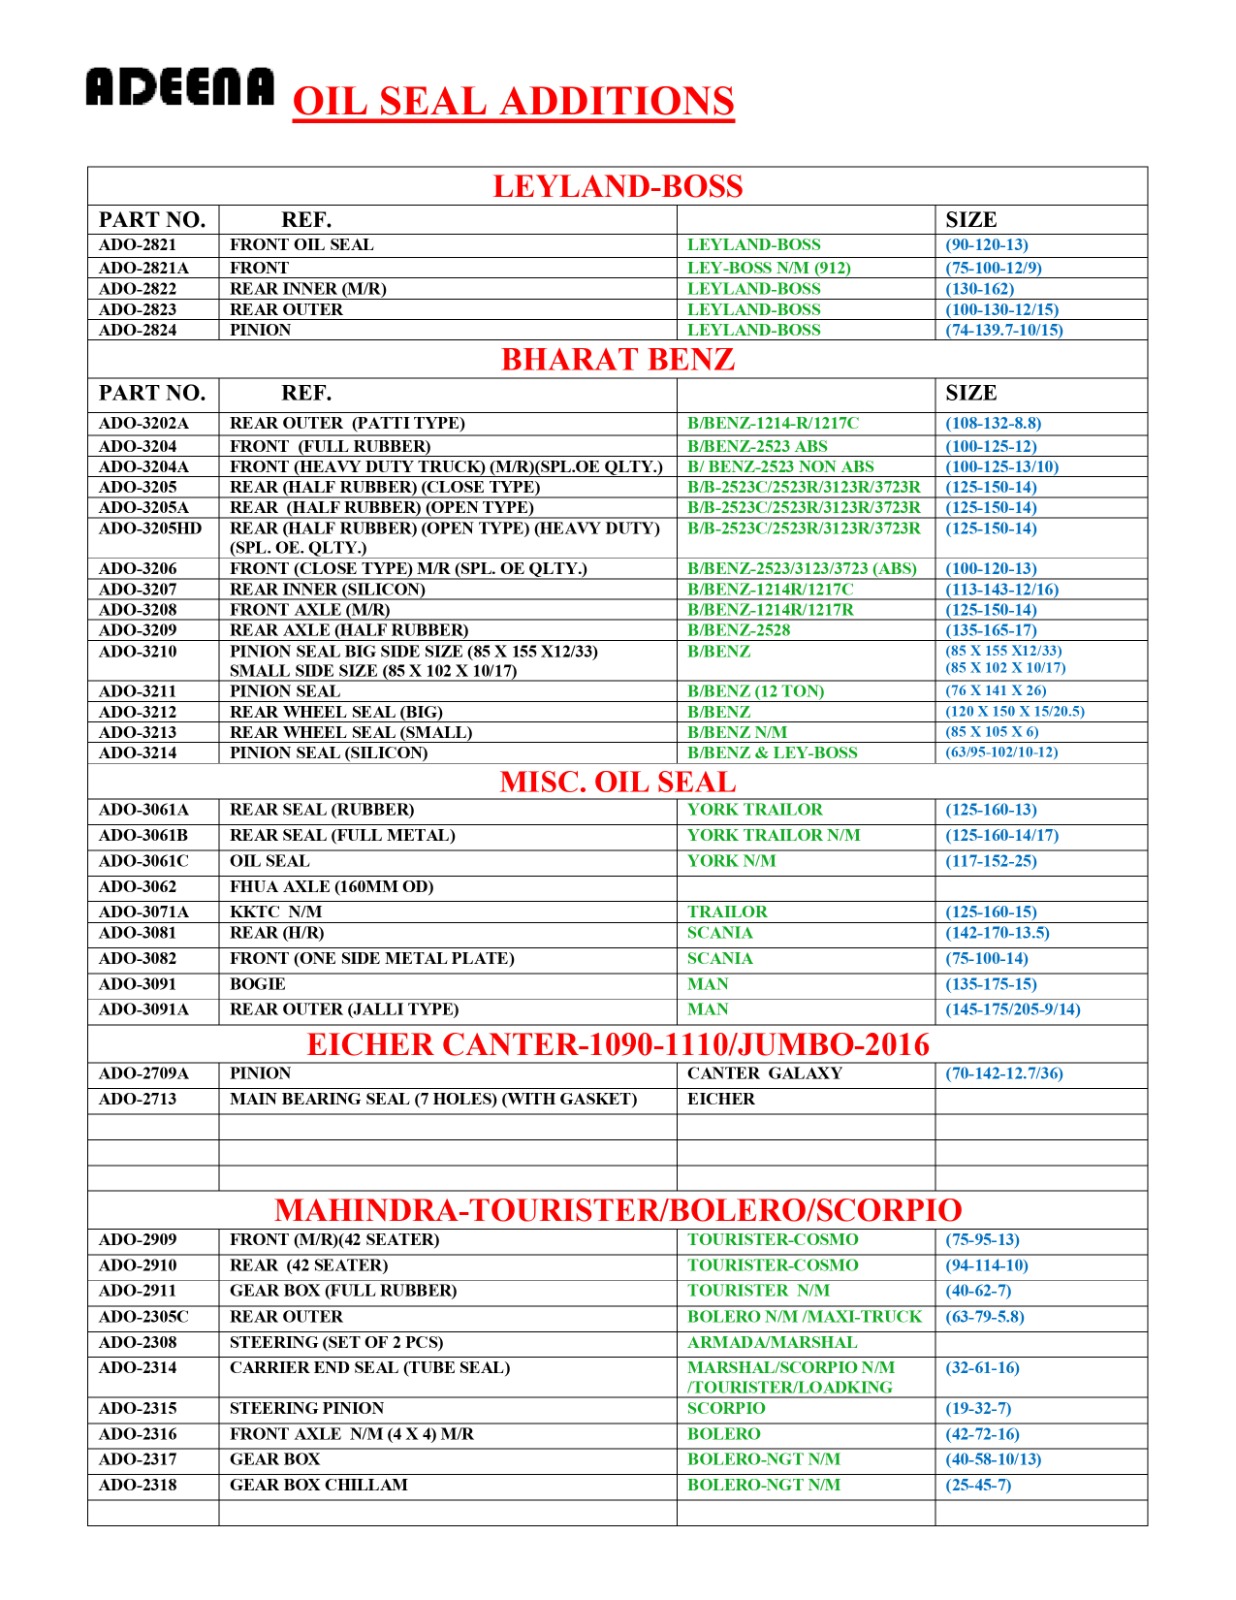 ADEENA OIL SEAL ADDITIONS
LEYLAND-BOSS
PART NO. REF. SIZE
ADO-2821 FRONT OIL SEAL LEYLAND-BOSS (90-120-13)
ADO-2821A FRONT LEY-BOSS N/M (912) (75-100-12/9)
ADO-2822 REAR INNER (M/R) LEYLAND-BOSS (130-162)
ADO-2823 REAR OUTER LEYLAND-BOSS (100-130-12/15)
ADO-2824 PINION LEYLAND-BOSS (74-139.7-10/15)
BHARAT BENZ
PART NO. REF. SIZE
ADO-3202A REAR OUTER (PATTI TYPE) B/BENZ-1214-R/1217C (108-132-8.8)
ADO-3204 FRONT (FULL RUBBER) B/BENZ-2523 ABS (100-125-12)
ADO-3204A FRONT (HEAVY DUTY TRUCK) (M/R)(SPL.OE QLTY.) B/ BENZ-2523 NON ABS (100-125-13/10)
ADO-3205 REAR (HALF RUBBER) (CLOSE TYPE) B/B-2523C/2523R/3123R/3723R (125-150-14)
ADO-3205A REAR (HALF RUBBER) (OPEN TYPE) B/B-2523C/2523R/3123R/3723R (125-150-14)
ADO-3205HD REAR (HALF RUBBER) (OPEN TYPE) (HEAVY DUTY) B/B-2523C/2523R/3123R/3723R (125-150-14)
(SPL. OE. QLTY.)
ADO-3206 FRONT (CLOSE TYPE) M/R (SPL. OE QLTY.) B/BENZ-2523/3123/3723 (ABS) (100-120-13)
ADO-3207 REAR INNER (SILICON) B/BENZ-1214R/1217C (113-143-12/16)
ADO-3208 FRONT AXLE (M/R) B/BENZ-1214R/1217R (125-150-14)
ADO-3209 REAR AXLE (HALF RUBBER) B/BENZ-2528 (135-165-17)
ADO-3210 PINION SEAL BIG SIDE SIZE (85 X 155 X12/33) B/BENZ (85 X 155 X12/33)
SMALL SIDE SIZE (85 X 102 X 10/17) (85 X 102 X 10/17)
ADO-3211 PINION SEAL B/BENZ (12 TON) (76 X 141 X 26)
ADO-3212 REAR WHEEL SEAL (BIG) B/BENZ (120 X 150 X 15/20.5)
ADO-3213 REAR WHEEL SEAL (SMALL) B/BENZ N/M (85 X 105 X 6)
ADO-3214 PINION SEAL (SILICON) B/BENZ & LEY-BOSS (63/95-102/10-12)
MISC. OIL SEAL
ADO-3061A REAR SEAL (RUBBER) YORK TRAILOR (125-160-13)
ADO-3061B REAR SEAL (FULL METAL) YORK TRAILOR N/M (125-160-14/17)
ADO-3061C OIL SEAL YORK N/M (117-152-25)
ADO-3062 FHUA AXLE (160MM OD)
ADO-3071A KKTC N/M TRAILOR (125-160-15)
ADO-3081 REAR (H/R) SCANIA (142-170-13.5)
ADO-3082 FRONT (ONE SIDE METAL PLATE) SCANIA (75-100-14)
ADO-3091 BOGIE MAN (135-175-15)
ADO-3091A REAR OUTER (JALLI TYPE) MAN (145-175/205-9/14)
EICHER CANTER-1090-1110/JUMBO-2016
ADO-2709A PINION CANTER GALAXY (70-142-12.7/36)
ADO-2713 MAIN BEARING SEAL (7 HOLES) (WITH GASKET) EICHER
MAHINDRA-TOURISTER/BOLERO/SCORPIO
ADO-2909 FRONT (M/R)(42 SEATER) TOURISTER-COSMO (75-95-13)
ADO-2910 REAR (42 SEATER) TOURISTER-COSMO (94-114-10)
ADO-2911 GEAR BOX (FULL RUBBER) TOURISTER N/M (40-62-7)
ADO-2305C REAR OUTER BOLERO N/M /MAXI-TRUCK (63-79-5.8)
ADO-2308 STEERING (SET OF 2 PCS) ARMADA/MARSHAL
ADO-2314 CARRIER END SEAL (TUBE SEAL) MARSHAL/SCORPIO N/M (32-61-16)
/TOURISTER/LOADKING
ADO-2315 STEERING PINION SCORPIO (19-32-7)
ADO-2316 FRONT AXLE N/M (4 X 4) M/R BOLERO (42-72-16)
ADO-2317 GEAR BOX BOLERO-NGT N/M (40-58-10/13)
ADO-2318 GEAR BOX CHILLAM BOLERO-NGT N/M (25-45-7)